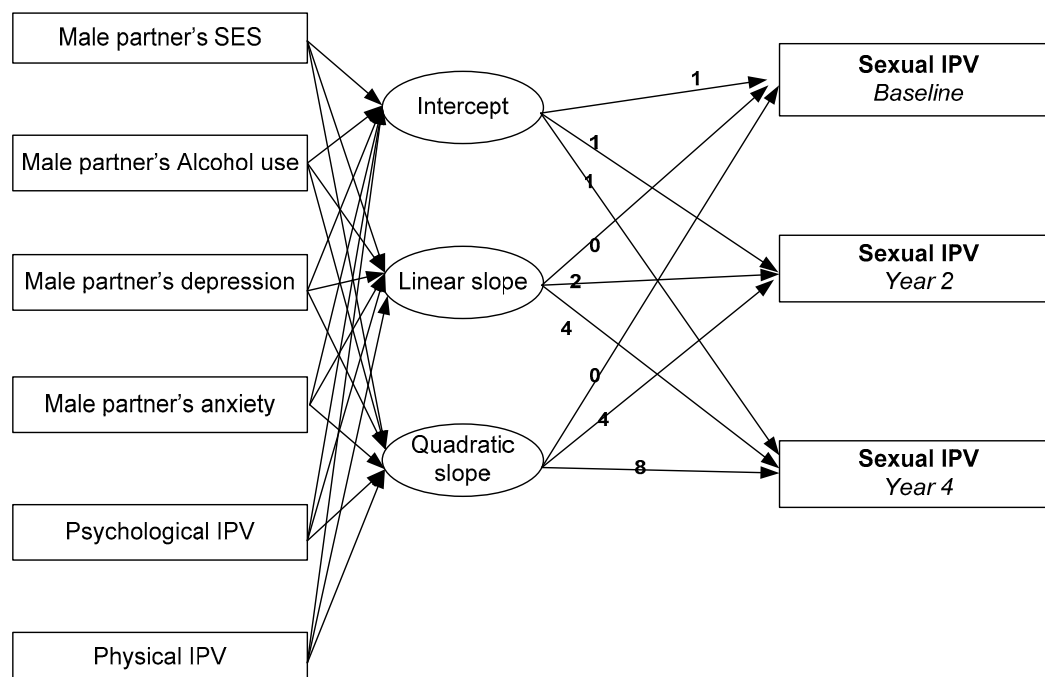 Male partner’s SES
Male partner’s Alcohol use
Male partner’s depression
Male partner’s anxiety
Psychological IPV
Physical IPV
Intercept
Linear slope
Quadratic
slope
1
1
1
0
2
4
0
4
8
Sexual IPV
Baseline
Sexual IPV
Year 2
Sexual IPV
Year 4